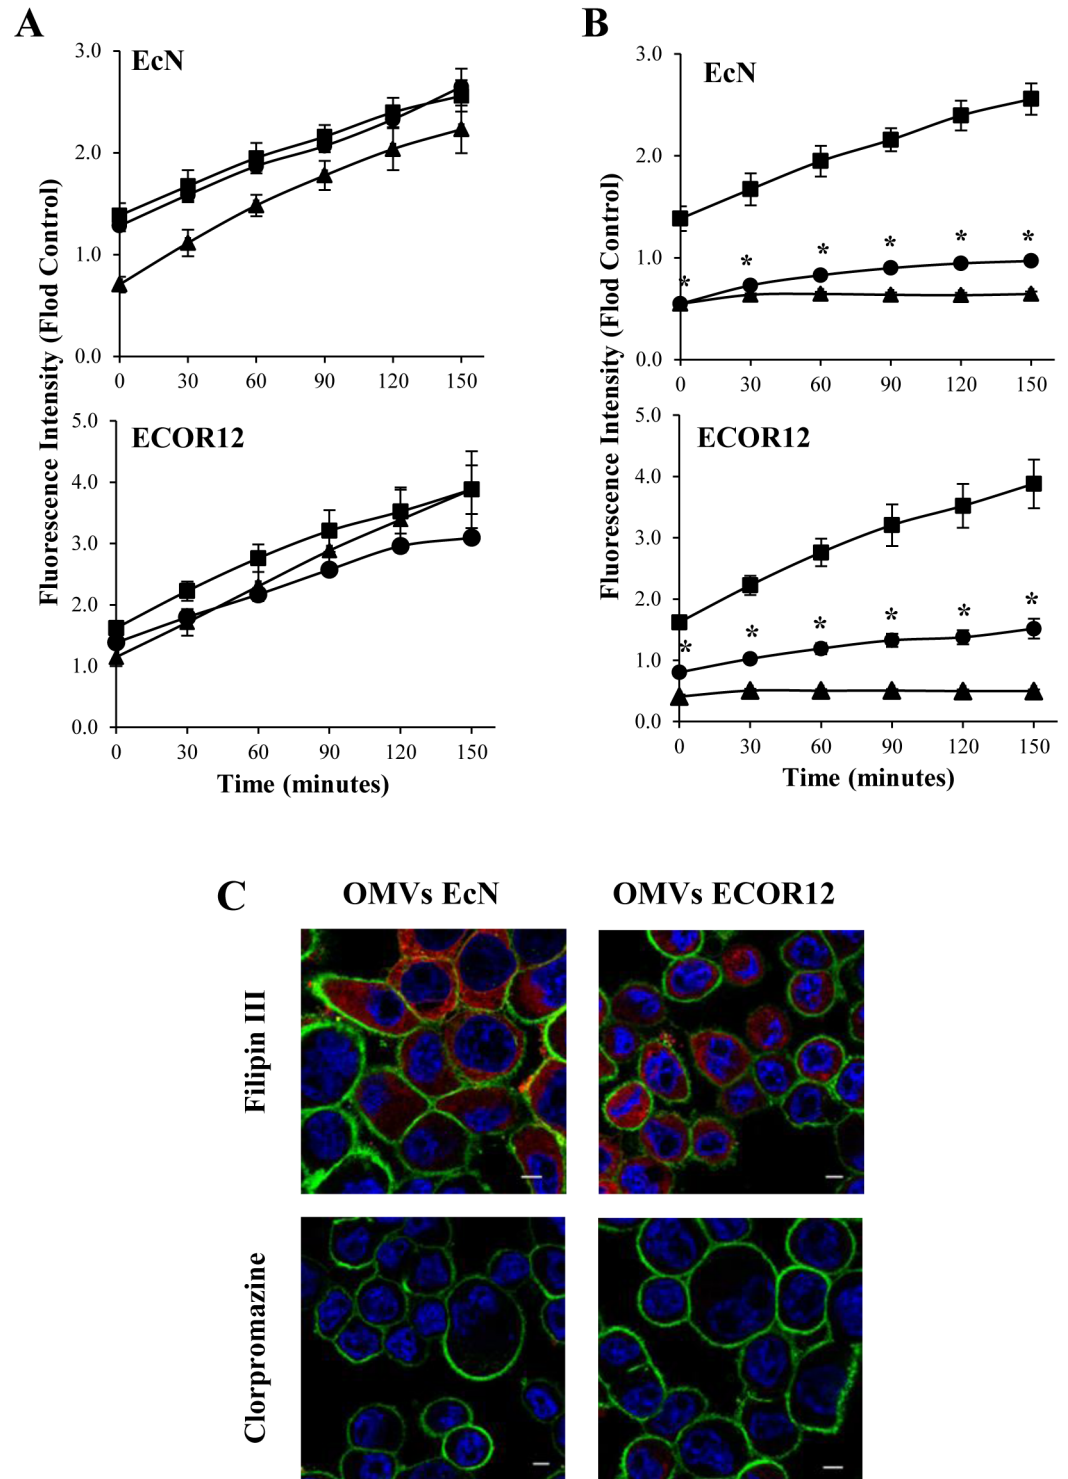 A
B
Fluorescence Intensity (Flod Control)
EcN
3.0
2.0
1.0
0.0
0 30 60 90 120 150
ECOR12
5.0
4.0
3.0
2.0
1.0
0.0
0 30 60 90 120 150
Time (minutes)
Fluorescence Intensity (Flod Control)
EcN
3.0
2.0
1.0
0.0
* * * * * *
0 30 60 90 120 150
ECOR12
5.0
4.0
3.0
2.0
1.0
0.0
* * * * * *
0 30 60 90 120 150
Time (minutes)
C
OMVs EcN OMVs ECOR12
Filipin III
Clorpromazine